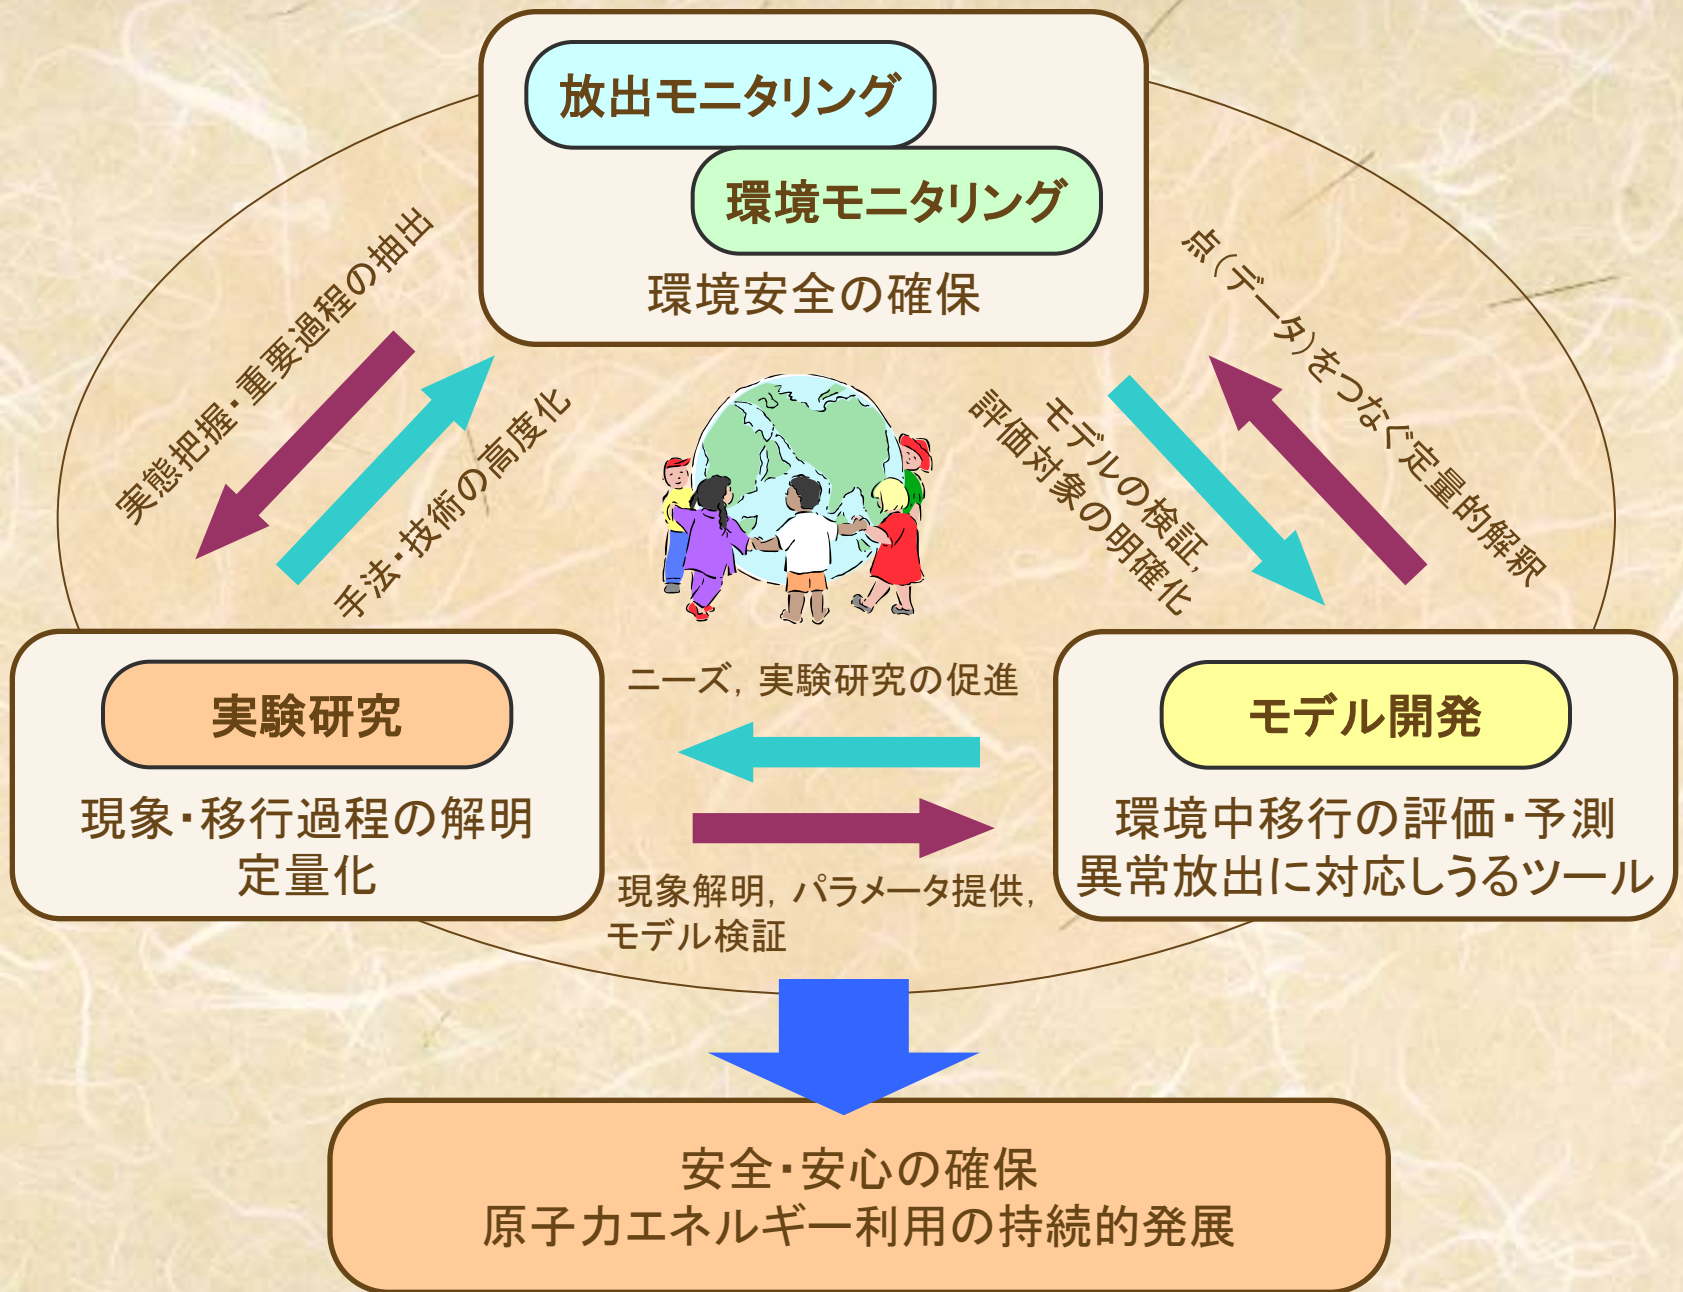 放出モニタリング
環境モニタリング
環境安全の確保
実態把握・重要過程の抽出
手法・技術の高度化
点(データ)をつなぐ定量的解釈
モデルの検証,
評価対象の明確化
実験研究
現象・移行過程の解明
定量化
ニーズ, 実験研究の促進
現象解明, パラメータ提供,
モデル検証
モデル開発
環境中移行の評価・予測
異常放出に対応しうるツール
安全・安心の確保
原子力エネルギー利用の持続的発展